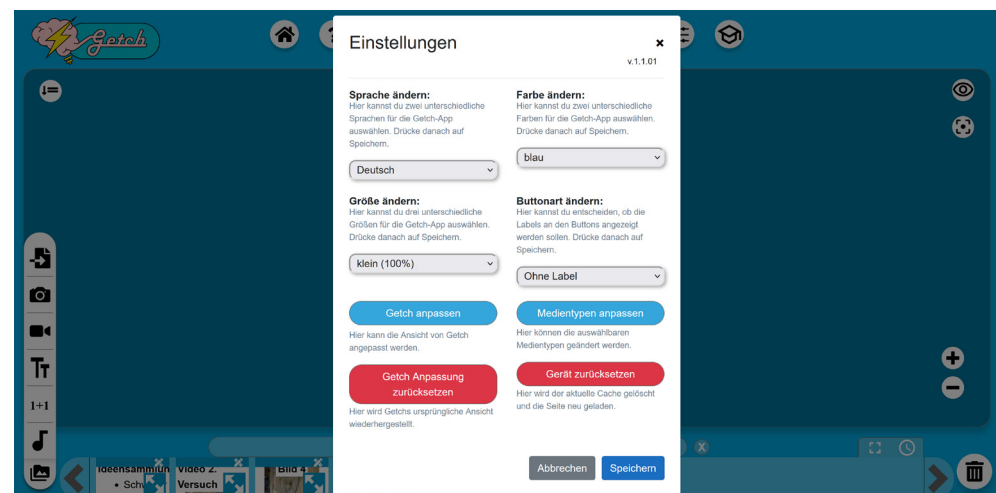 Getch
Einstellungen
v.1.1.01
Sprache ändern:
Hier kannst du zwei unterschiedliche
Sprachen für die Getch-App
auswählen. Drücke danach auf
Speichern.
Deutsch
Farbe ändern:
Hier kannst du zwei unterschiedliche
Farben für die Getch-App auswählen.
Drücke danach auf Speichern.
blau
Größe ändern:
Hier kannst du drei unterschiedliche
Größen für die Getch-App auswählen.
Drücke danach auf Speichern.
klein (100%)
Buttonart ändern:
Hier kannst du entscheiden, ob die
Labels an den Buttons angezeigt
werden sollen. Drücke danach auf
Speichern.
Ohne Label
Getch anpassen
Hier kann die Ansicht von Getch
angepasst werden.
Medientypen anpassen
Hier können die auswählbaren
Medientypen geändert werden.
Getch Anpassung
zurücksetzen
Hier wird Getchs ursprüngliche Ansicht
wiederhergestellt.
Gerät zurücksetzen
Hier wird der aktuelle Cache gelöscht
und die Seite neu geladen.
Abbrechen
Speichern
Tт
1+1
Video 2.
Versuch
Bild 4